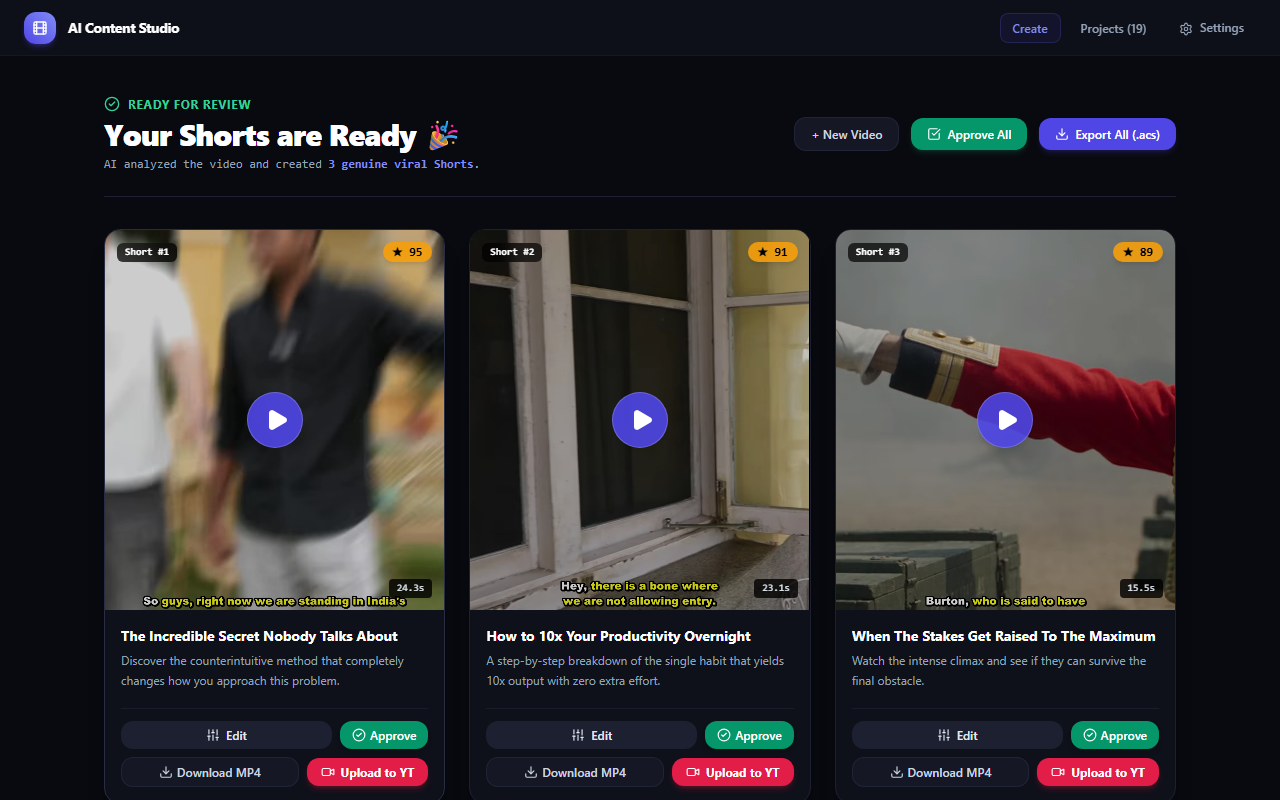 AI Content Studio
Create
Projects (19)
Settings
READY FOR REVIEW
Your Shorts are Ready 🎉
AI analyzed the video and created 3 genuine viral Shorts.
+ New Video
Approve All
Export All (.acs)
Short #1
★ 95
24.3s
So guys, right now we are standing in India's
The Incredible Secret Nobody Talks About
Discover the counterintuitive method that completely
changes how you approach this problem.
Edit
Approve
Download MP4
Upload to YT
Short #2
★ 91
Hey, there is a bone where
we are not allowing entry.
23.1s
How to 10x Your Productivity Overnight
A step-by-step breakdown of the single habit that yields
10x output with zero extra effort.
Edit
Approve
Download MP4
Upload to YT
Short #3
★ 89
15.5s
Burton, who is said to have
When The Stakes Get Raised To The Maximum
Watch the intense climax and see if they can survive the
final obstacle.
Edit
Approve
Download MP4
Upload to YT